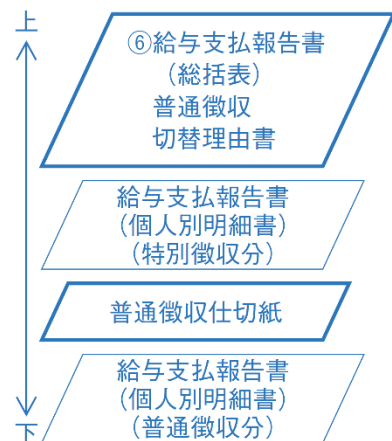 上
⑥給与支払報告書
（総括表）
普通徴収
切替理由書
給与支払報告書
(個人別明細書)
(特別徴収分)
普通徴収仕切紙
給与支払報告書
(個人別明細書)
(普通徴収分)
下